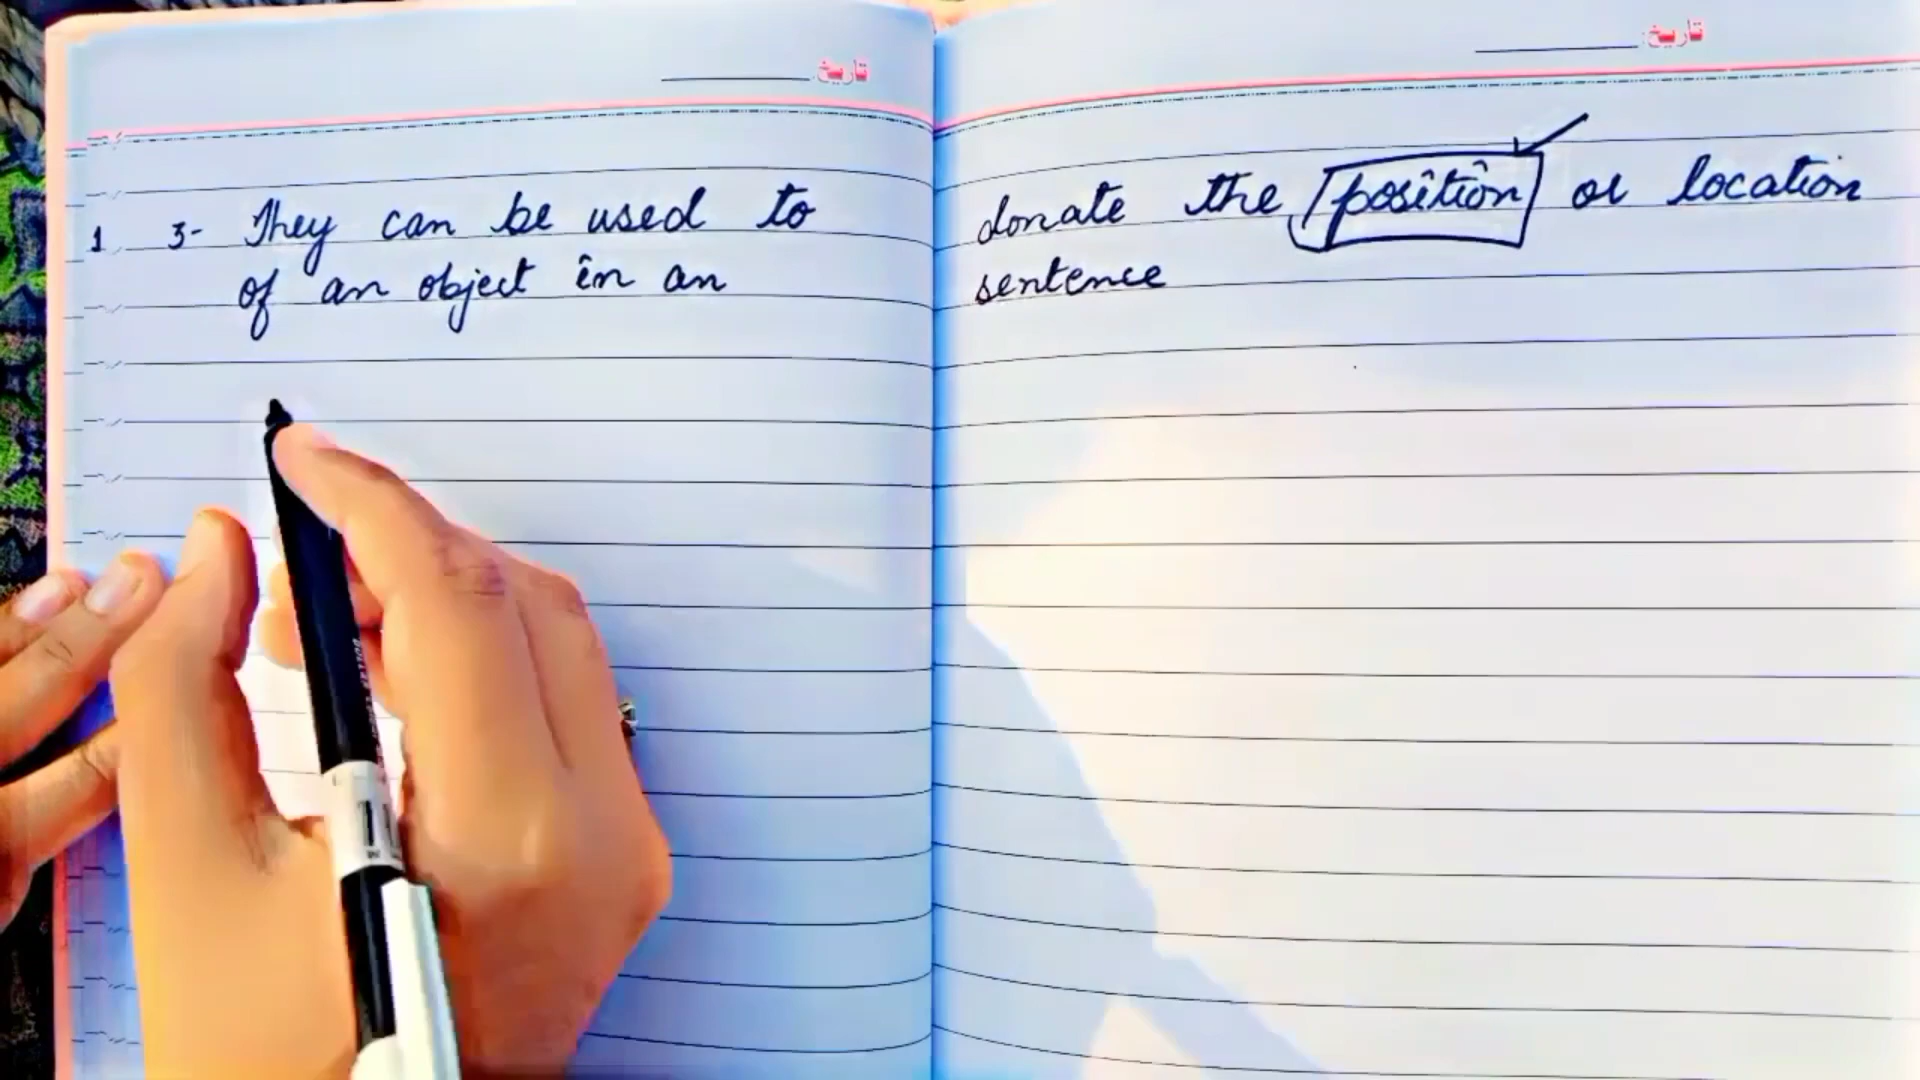 تاریخ:
تاریخ:
1 3- They can be used to donate the position or location
of an object in an sentence